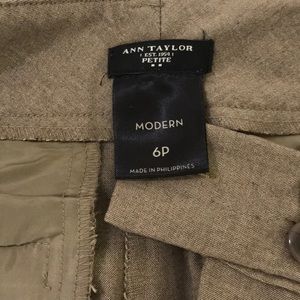 ANN TAYLOR
EST. 1954
PETITE
MODERN
6P
MADE IN PHILIPPINES